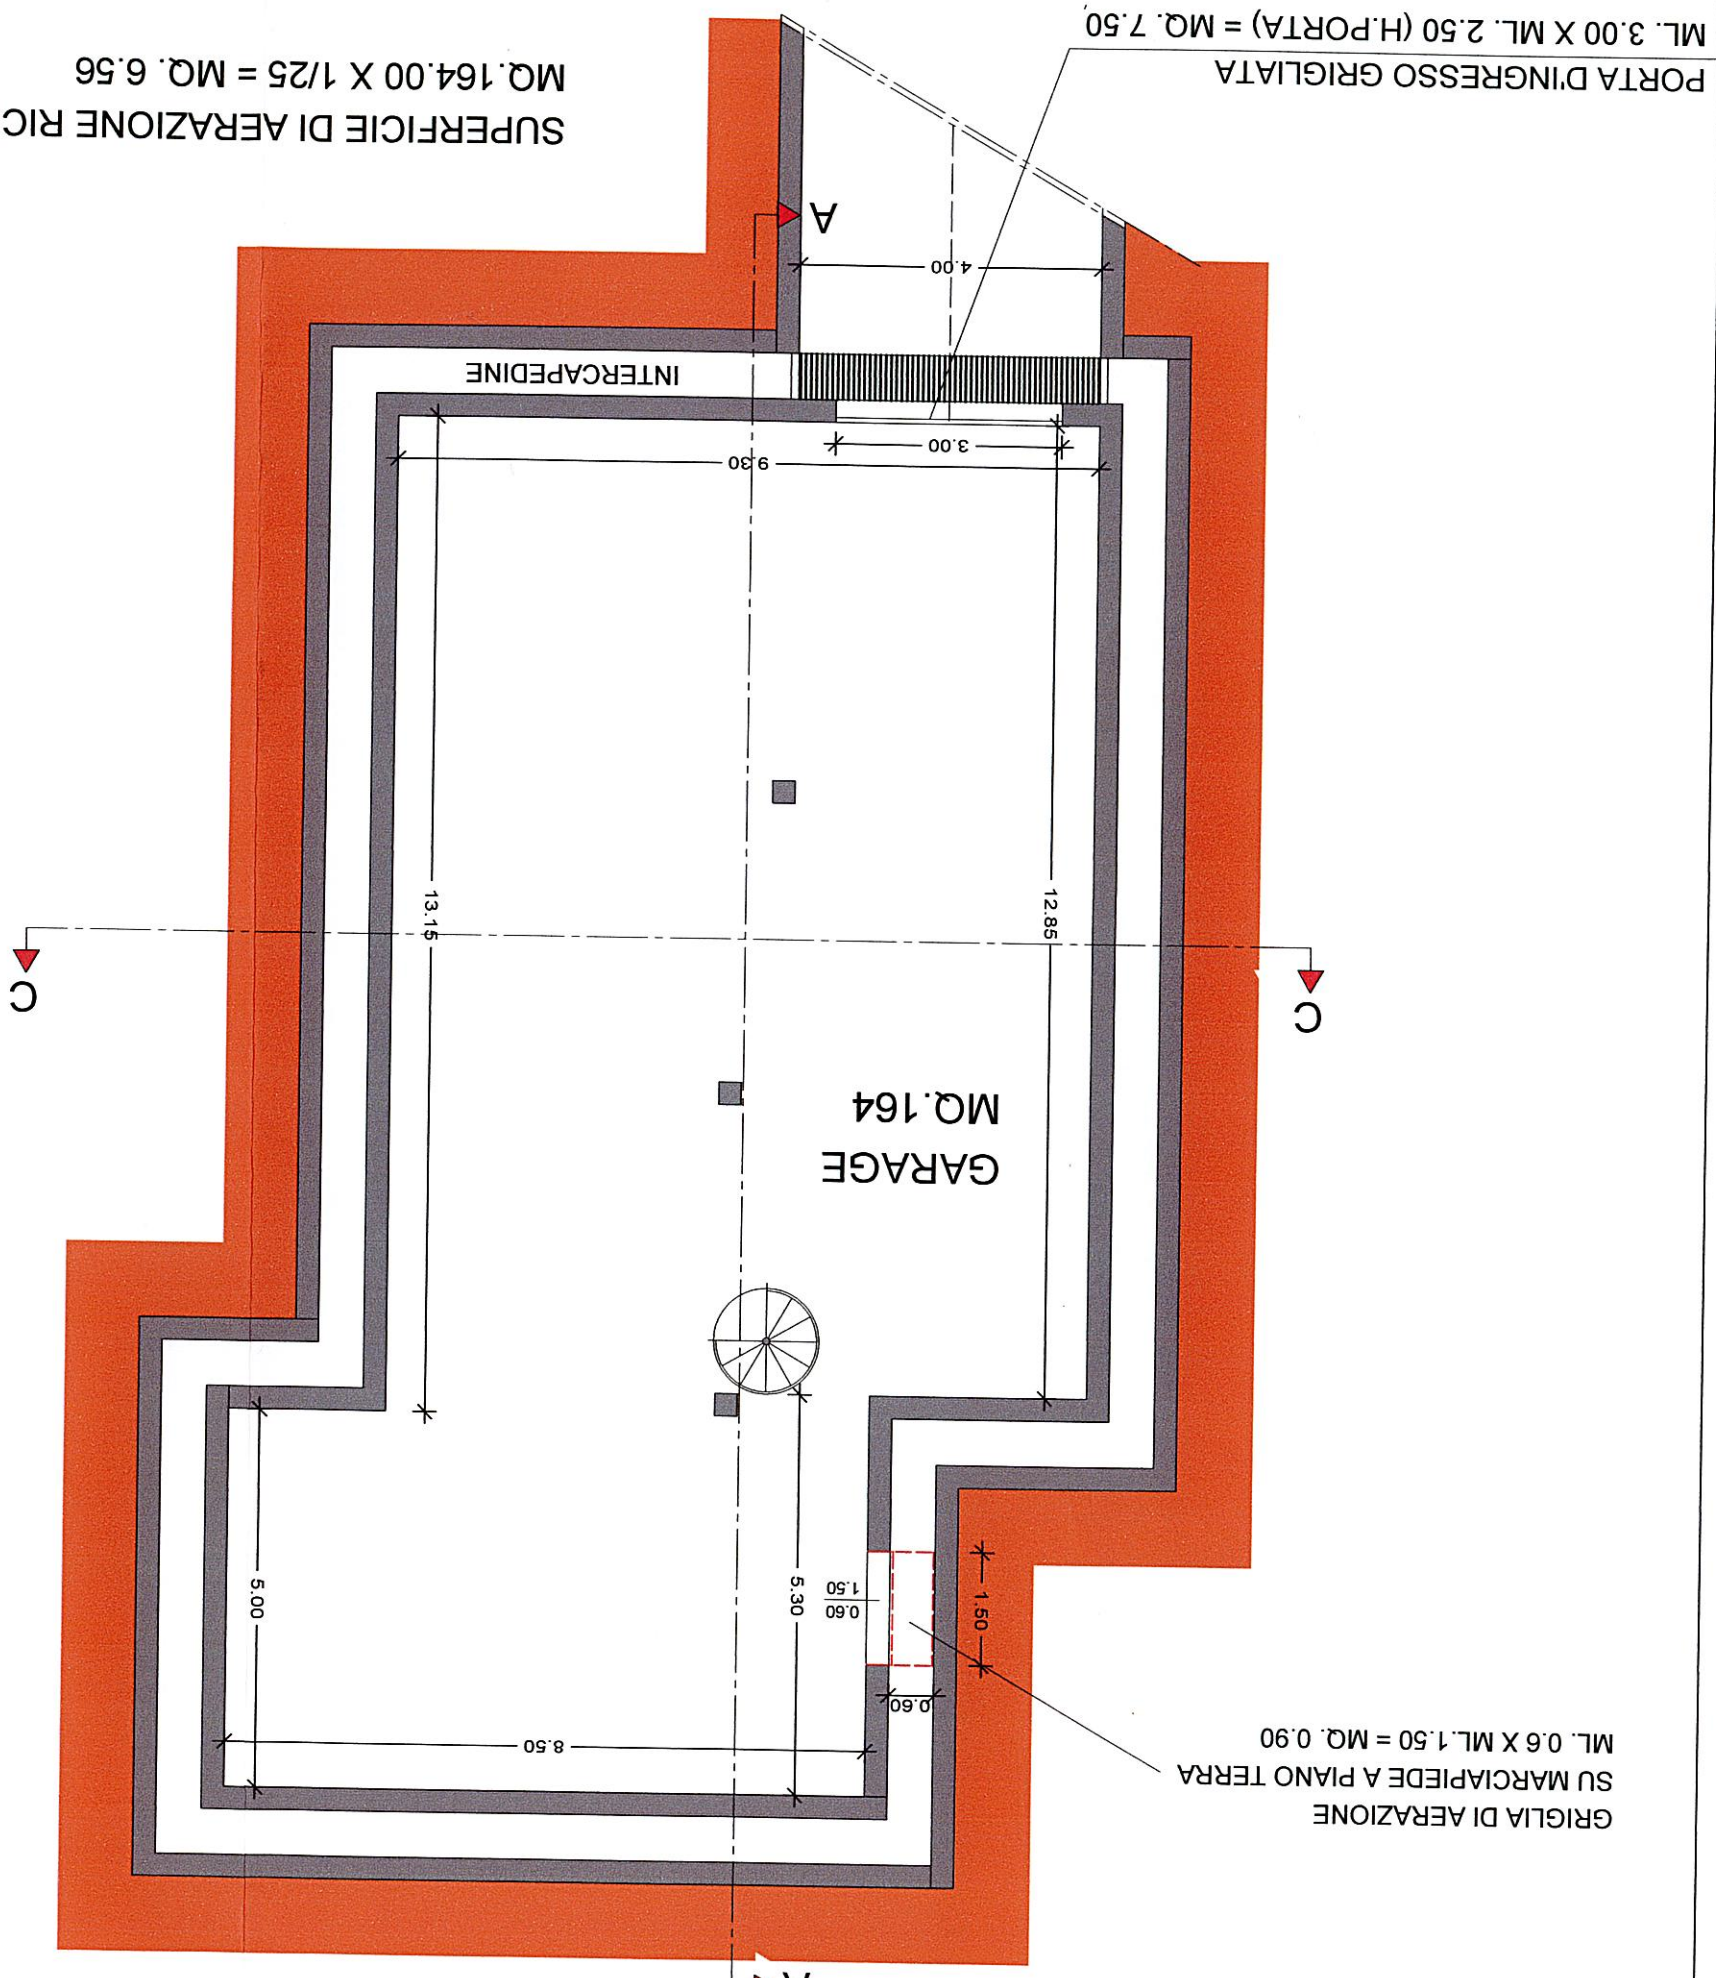 GRIGLIA DI AERAZIONE
SU MARCIAPIEDE A PIANO TERRA
ML. 0.6 X ML.1.50 = MQ. 0.90
8.50
0.60
1.50
0.60
1.50
5.30
5.00
GARAGE
MQ.164
C
C
12.85
13.15
9.30
3.00
INTERCAPEDINE
4.00
A
SUPERFICIE DI AERAZIONE RIC
MQ.164.00 X 1/25 = MQ. 6.56
PORTA D'INGRESSO GRIGLIATA
ML. 3.00 X ML. 2.50 (H.PORTA) = MQ. 7.50